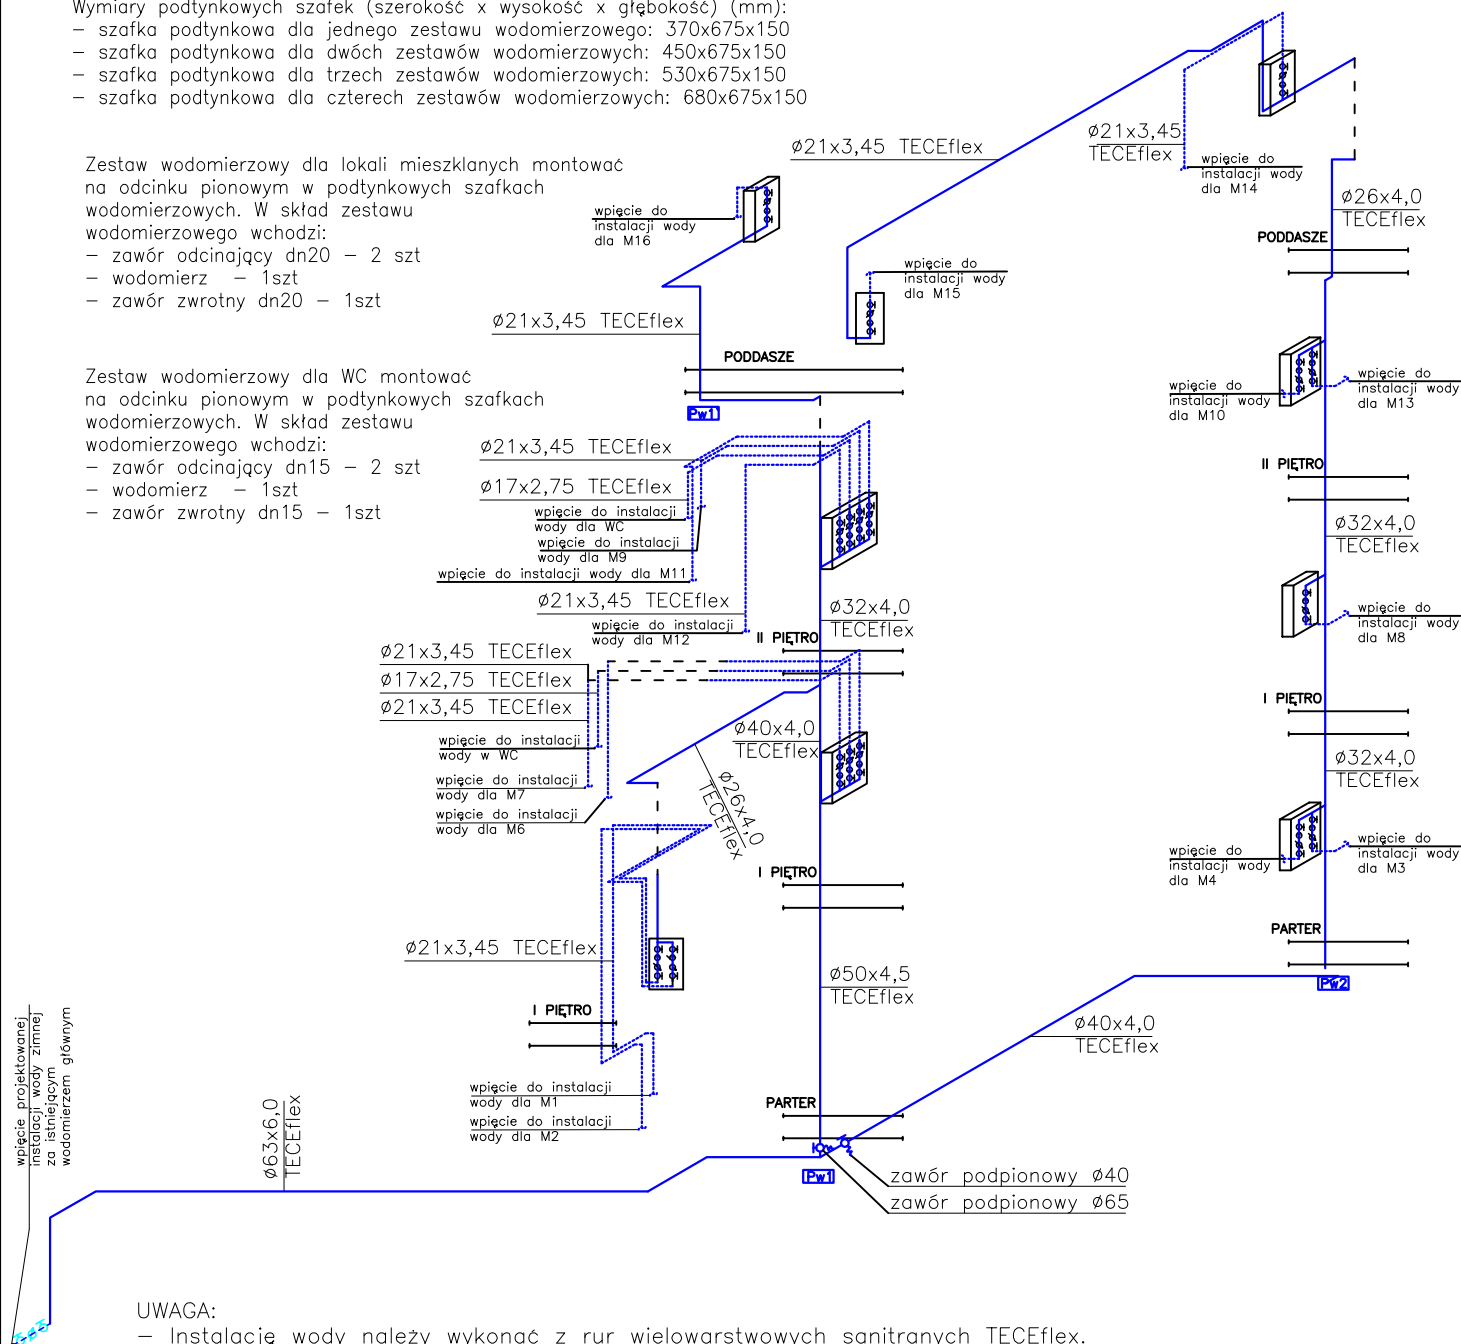 Wymiary podtynkowych szafek (szerokość x wysokość x głębokość) (mm):
– szafka podtynkowa dla jednego zestawu wodomierzowego: 370x675x150
– szafka podtynkowa dla dwóch zestawów wodomierzowych: 450x675x150
– szafka podtynkowa dla trzech zestawów wodomierzowych: 530x675x150
– szafka podtynkowa dla czterech zestawów wodomierzowych: 680x675x150
Zestaw wodomierzowy dla lokali mieszklanych montować
na odcinku pionowym w podtynkowych szafkach
wodomierzowych. W skład zestawu
wodomierzowego wchodzi:
– zawór odcinający dn20 – 2 szt
– wodomierz – 1szt
– zawór zwrotny dn20 – 1szt
Zestaw wodomierzowy dla WC montować
na odcinku pionowym w podtynkowych szafkach
wodomierzowych. W skład zestawu
wodomierzowego wchodzi:
– zawór odcinający dn15 – 2 szt
– wodomierz – 1szt
– zawór zwrotny dn15 – 1szt
ø21x3,45 TECEflex
ø21x3,45
TECEflex
wpięcie do
instalacji wody
dla M14
ø26x4,0
TECEflex
PODDASZE
wpięcie do
instalacji wody
dla M16
wpięcie do
instalacji wody
dla M15
ø21x3,45 TECEflex
PODDASZE
Pw1'
wpięcie do
instalacji wody
dla M10
wpięcie do
instalacji wody
dla M13
II PIĘTRO
ø32x4,0
TECEflex
ø21x3,45 TECEflex
ø17x2,75 TECEflex
wpięcie do instalacji
wody dla WC
wpięcie do instalacji
wody dla M9
wpięcie do instalacji wody dla M11
ø21x3,45 TECEflex
wpięcie do instalacji
wody dla M12
ø32x4,0
TECEflex
II PIĘTRO
wpięcie do
instalacji wody
dla M8
I PIĘTRO
ø32x4,0
TECEflex
ø21x3,45 TECEflex
ø17x2,75 TECEflex
ø21x3,45 TECEflex
wpięcie do instalacji
wody w WC
wpięcie do instalacji
wody dla M7
wpięcie do instalacji
wody dla M6
ø40x4,0
TECEflex
ø26x4,0
TECEflex
I PIĘTRO
wpięcie do
instalacji wody
dla M4
wpięcie do
instalacji wody
dla M3
PARTER
Pw2
ø21x3,45 TECEflex
ø50x4,5
TECEflex
I PIĘTRO
ø40x4,0
TECEflex
wpięcie do instalacji
wody dla M1
wpięcie do instalacji
wody dla M2
PARTER
Pw1
zawór podpionowy ø40
zawór podpionowy ø65
ø63x6,0
TECEflex
wpięcie projektowanej
instalacji wody zimnej
za istniejącym
wodomierzem głównym
UWAGA:
– Instalację wody należy wykonać z rur wielowarstwowych sanitranych TECEflex.